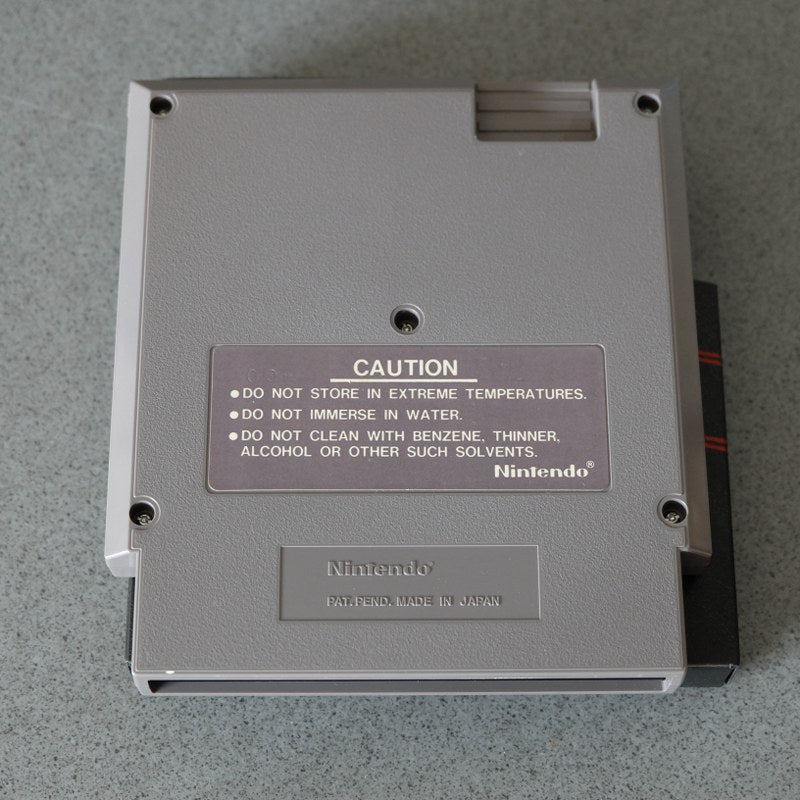 CAUTION
●DO NOT STORE IN EXTREME TEMPERATURES.
●DO NOT IMMERSE IN WATER.
●DO NOT CLEAN WITH BENZENE, THINNER,
ALCOHOL OR OTHER SUCH SOLVENTS.
Nintendo®
Nintendo®
PAT. PEND. MADE IN JAPAN